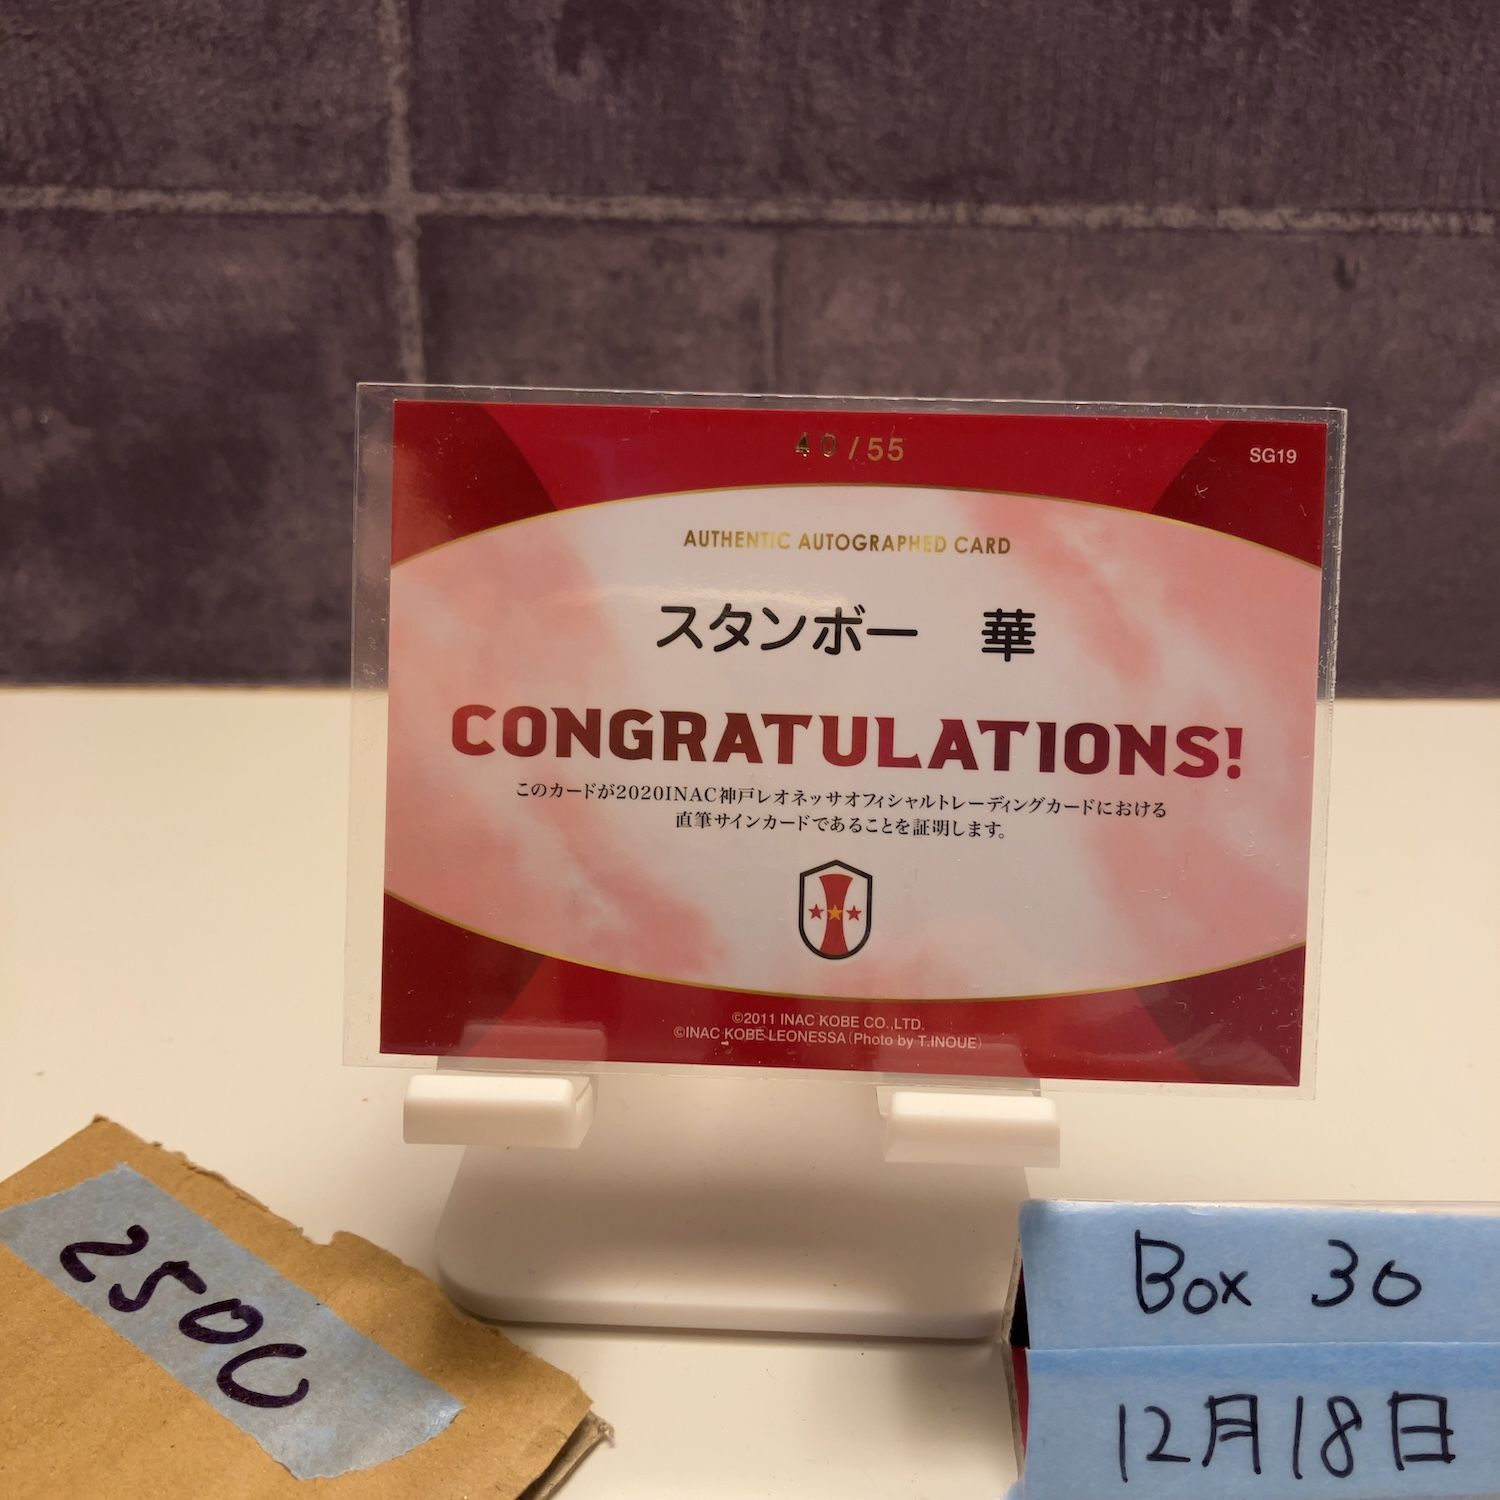 40/55
SG19
AUTHENTIC AUTOGRAPHED CARD
スタンボー 華
CONGRATULATIONS!
このカードが2020INAC神戸レオネッサオフィシャルトレーディングカードにおける
直筆サインカードであることを証明します。
©2011 INAC KOBE CO.,LTD.
©INAC KOBE LEONESSA(Photo by T.INOUE)
2500
Box 30
12月18日